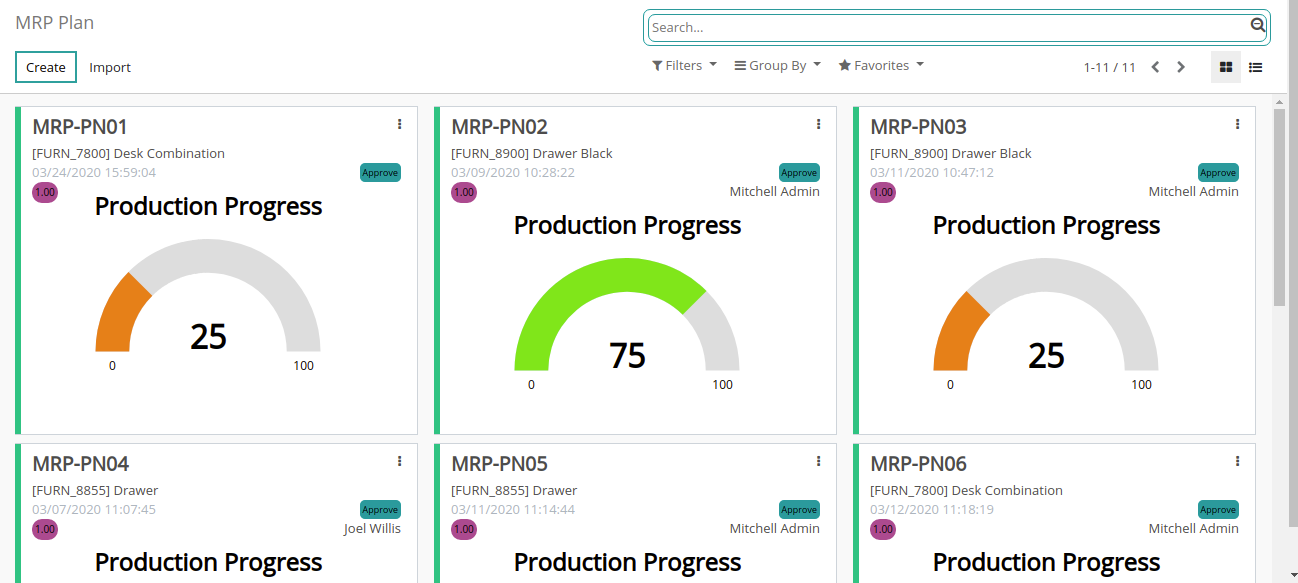 MRP Plan
Search...
Create Import
Filters Group By Favorites 1-11 / 11
MRP-PN01
[FURN_7800] Desk Combination
03/24/2020 15:59:04
Approve
1.00
Production Progress
25
0 100
MRP-PN02
[FURN_8900] Drawer Black
03/09/2020 10:28:22
Approve
1.00 Mitchell Admin
Production Progress
75
0 100
MRP-PN03
[FURN_8900] Drawer Black
03/11/2020 10:47:12
Approve
1.00 Mitchell Admin
Production Progress
25
0 100
MRP-PN04
[FURN_8855] Drawer
03/07/2020 11:07:45
Approve
1.00 Joel Willis
Production Progress
MRP-PN05
[FURN_8855] Drawer
03/11/2020 11:14:44
Approve
1.00 Mitchell Admin
Production Progress
MRP-PN06
[FURN_7800] Desk Combination
03/12/2020 11:18:19
Approve
1.00 Mitchell Admin
Production Progress